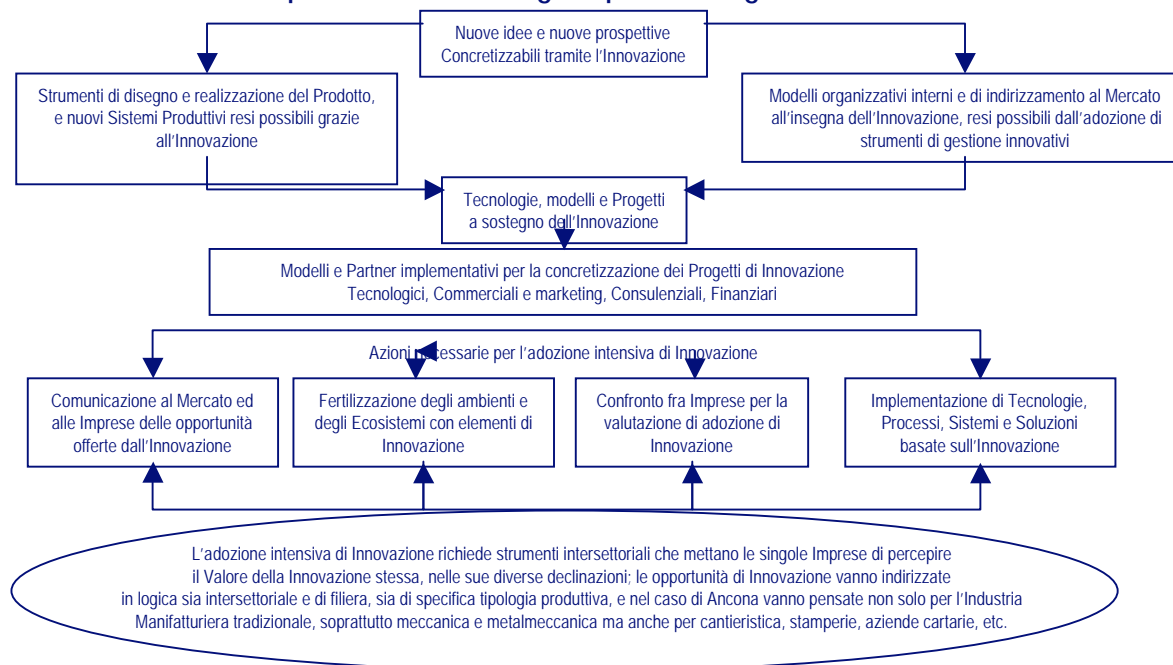 Nuove idee e nuove prospettive
Concretizzabili tramite l'Innovazione
Strumenti di disegno e realizzazione del Prodotto,
e nuovi Sistemi Produttivi resi possibili grazie
all'Innovazione
Modelli organizzativi interni e di indirizzamento al Mercato
all'insegna dell'Innovazione, resi possibili dall'adozione di
strumenti di gestione innovativi
Tecnologie, modelli e Progetti
a sostegno dell'Innovazione
Modelli e Partner implementativi per la concretizzazione dei Progetti di Innovazione
Tecnologici, Commerciali e marketing, Consulenziali, Finanziari
Azioni necessarie per l'adozione intensiva di Innovazione
Comunicazione al Mercato ed
alle Imprese delle opportunità
offerte dall'Innovazione
Fertilizzazione degli ambienti e
degli Ecosistemi con elementi di
Innovazione
Confronto fra Imprese per la
valutazione di adozione di
Innovazione
Implementazione di Tecnologie,
Processi, Sistemi e Soluzioni
basate sull'Innovazione
L'adozione intensiva di Innovazione richiede strumenti intersettoriali che mettano le singole Imprese di percepire
il Valore della Innovazione stessa, nelle sue diverse declinazioni; le opportunità di Innovazione vanno indirizzate
in logica sia intersettoriale e di filiera, sia di specifica tipologia produttiva, e nel caso di Ancona vanno pensate non solo per l'Industria
Manifatturiera tradizionale, soprattutto meccanica e metalmeccanica ma anche per cantieristica, stamperie, aziende cartarie, etc.